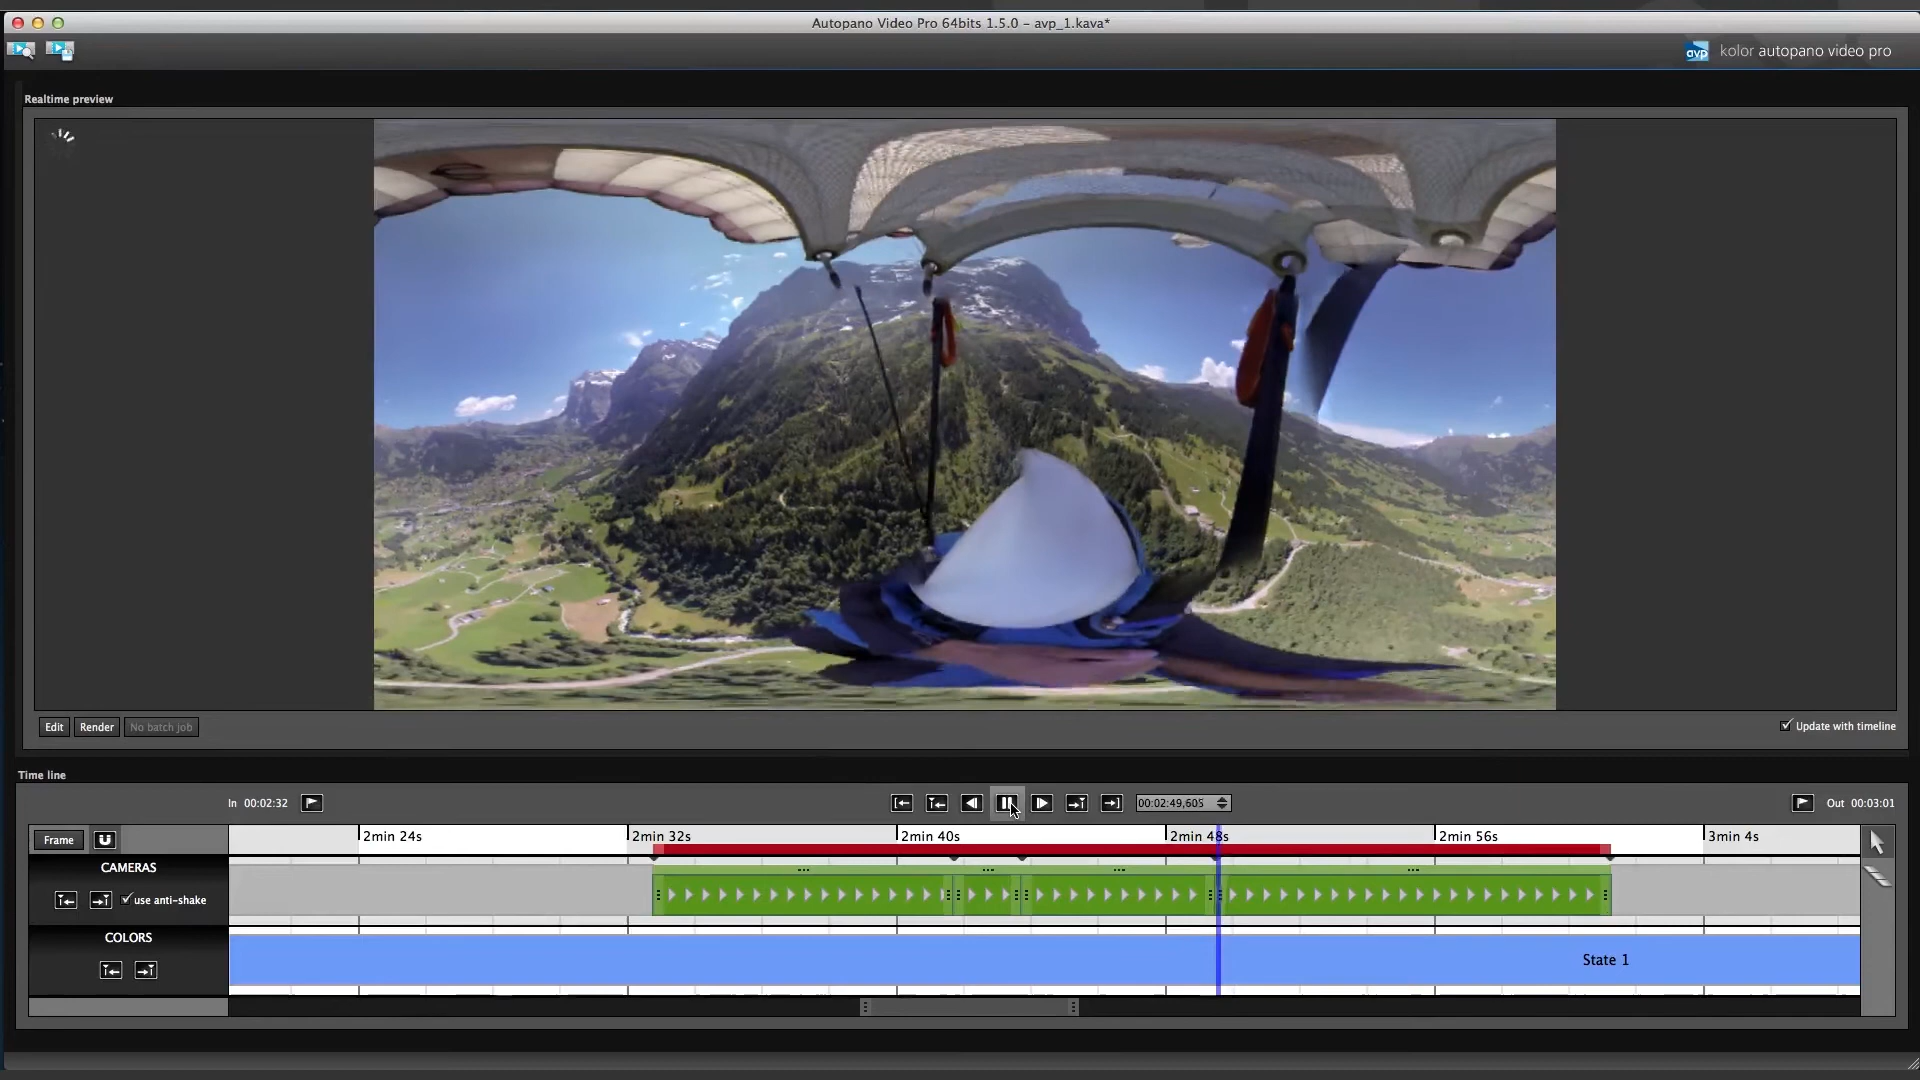 Autopano Video Pro 64bits 1.5.0 – avp_1.kava*
avp kolor autopano video pro
Realtime preview
Edit Render No batch job
Update with timeline
Time line
In 00:02:32
00:02:49,605
Out 00:03:01
Frame
2min 24s 2min 32s 2min 40s 2min 48s 2min 56s 3min 4s
CAMERAS
use anti-shake
COLORS
State 1